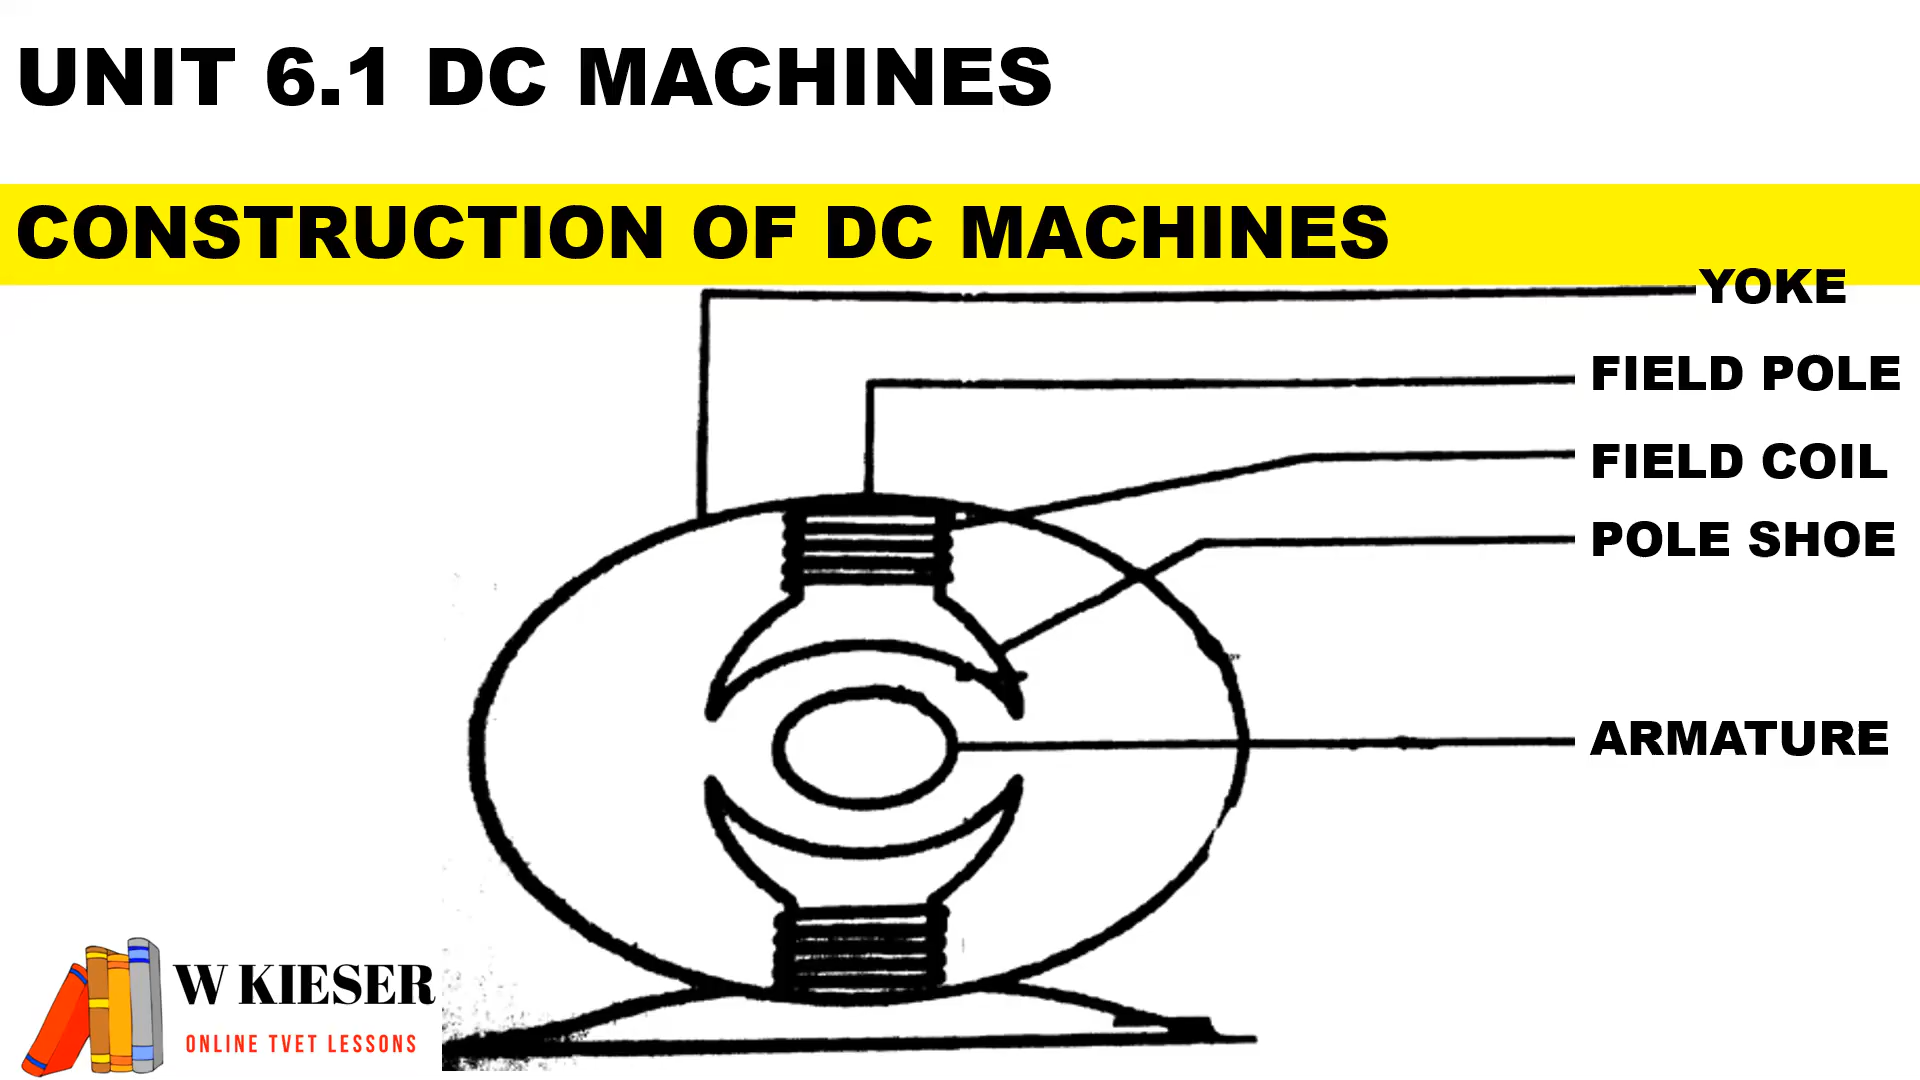 UNIT 6.1 DC MACHINES
CONSTRUCTION OF DC MACHINES
YOKE
FIELD POLE
FIELD COIL
POLE SHOE
ARMATURE
W KIESER
ONLINE TVET LESSONS